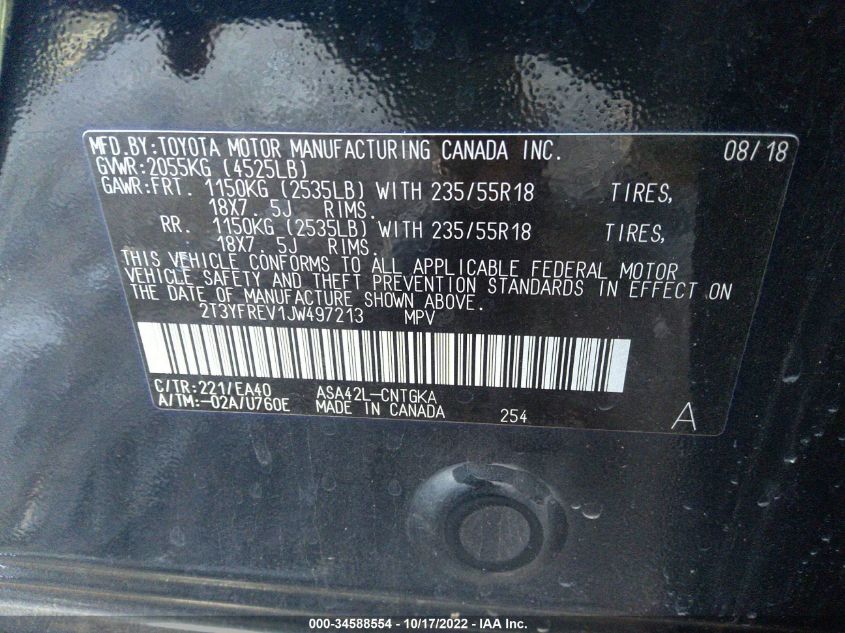 MFD.BY:TOYOTA MOTOR MANUFACTURING CANADA INC. 08/18
GVWR:2055KG (4525LB)
GAWR:FRT. 1150KG (2535LB) WITH 235/55R18 TIRES,
18X7.5J RIMS.
RR. 1150KG (2535LB) WITH 235/55R18 TIRES,
18X7.5J RIMS.
THIS VEHICLE CONFORMS TO ALL APPLICABLE FEDERAL MOTOR
VEHICLE SAFETY AND THEFT PREVENTION STANDARDS IN EFFECT ON
THE DATE OF MANUFACTURE SHOWN ABOVE.
2T3YFREV1JW497213 MPV
C/TR:221/EA40 ASA42L-CNTGKA
A/TM:-02A/U760E MADE IN CANADA 254 A
000-34588554 - 10/17/2022 - IAA Inc.